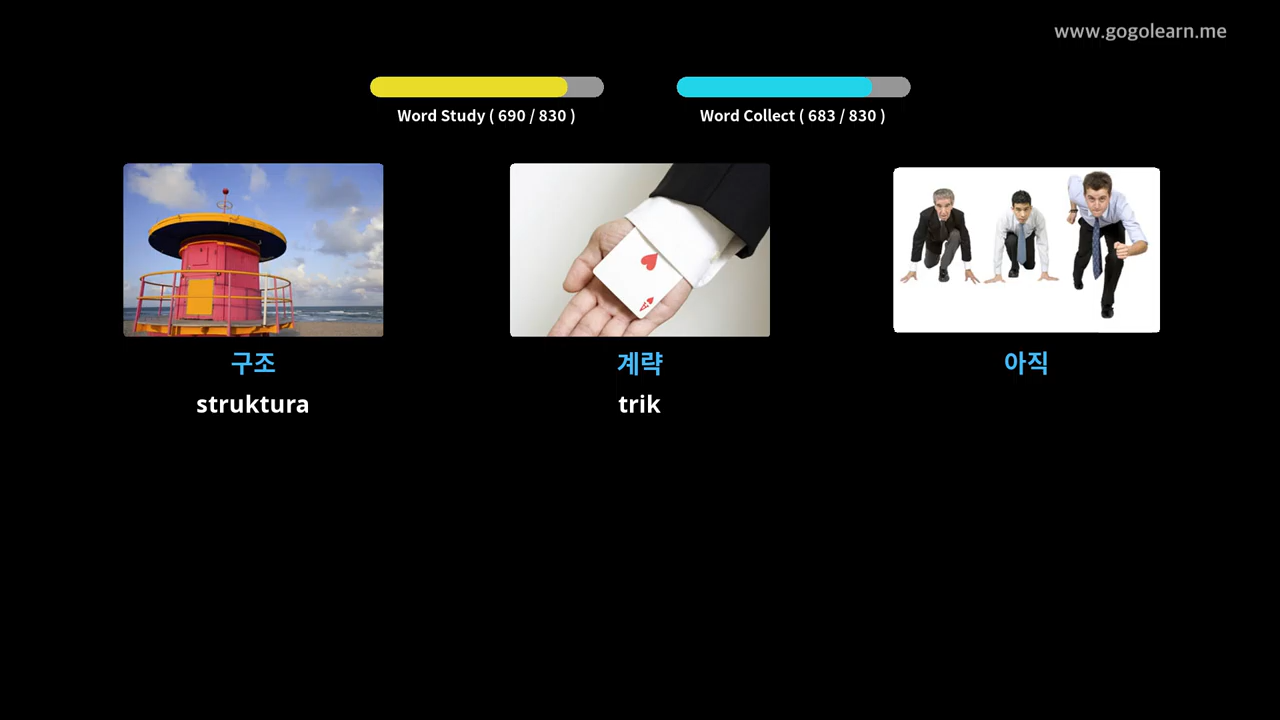 www.gogolearn.me
Word Study ( 690 / 830 )
Word Collect ( 683 / 830 )
구조
계략
아직
struktura
trik